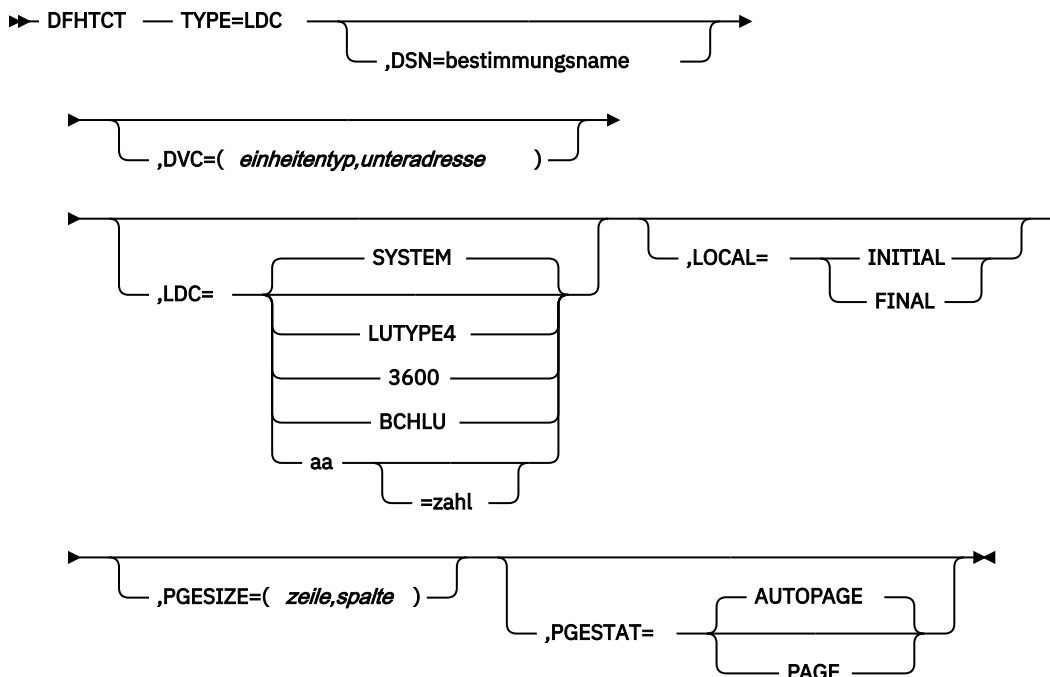 DFHTCT TYPE=LDC
,DSN=bestimmungsname
,DVC=( einheitentyp,unteradresse )
,LDC=
SYSTEM
LUTYPE4
3600
BCHLU
aa
=zahl
,LOCAL=
INITIAL
FINAL
,PGESIZE=( zeile,spalte )
,PGESTAT=
AUTOPAGE
PAGE